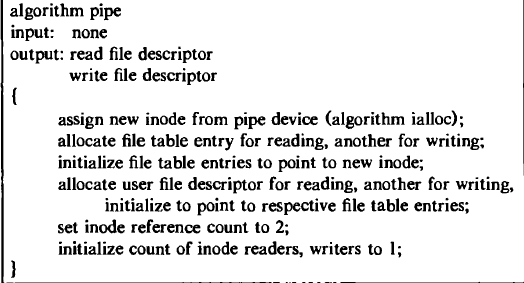 algorithm pipe
input: none
output: read file descriptor
write file descriptor
{
assign new inode from pipe device (algorithm ialloc);
allocate file table entry for reading, another for writing;
initialize file table entries to point to new inode;
allocate user file descriptor for reading, another for writing,
initialize to point to respective file table entries;
set inode reference count to 2;
initialize count of inode readers, writers to 1;
}